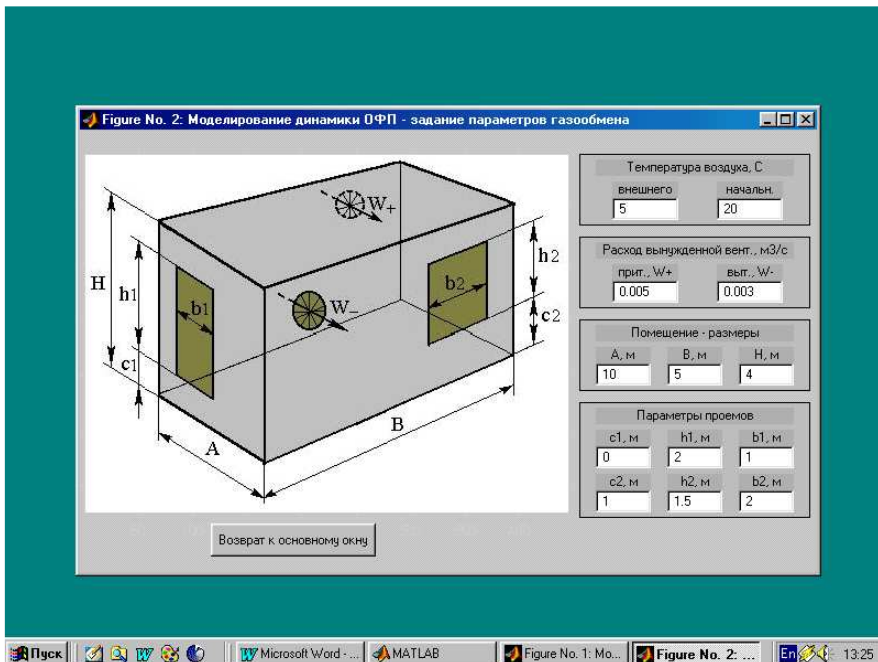 Figure No. 2: Моделирование динамики ОФП - задание параметров газообмена
W+
H
h1
b1
c1
W–
b2
h2
c2
A
B
Температура воздуха, С
внешнего начальн.
5 20
Расход вынужденной вент., м3/с
прит., W+ выт., W-
0.005 0.003
Помещение - размеры
А, м В, м Н, м
10 5 4
Параметры проемов
c1, м h1, м b1, м
0 2 1
c2, м h2, м b2, м
1 1.5 2
Возврат к основному окну
Пуск Microsoft Word - ... MATLAB Figure No. 1: Mo... Figure No. 2: ... En 13:25